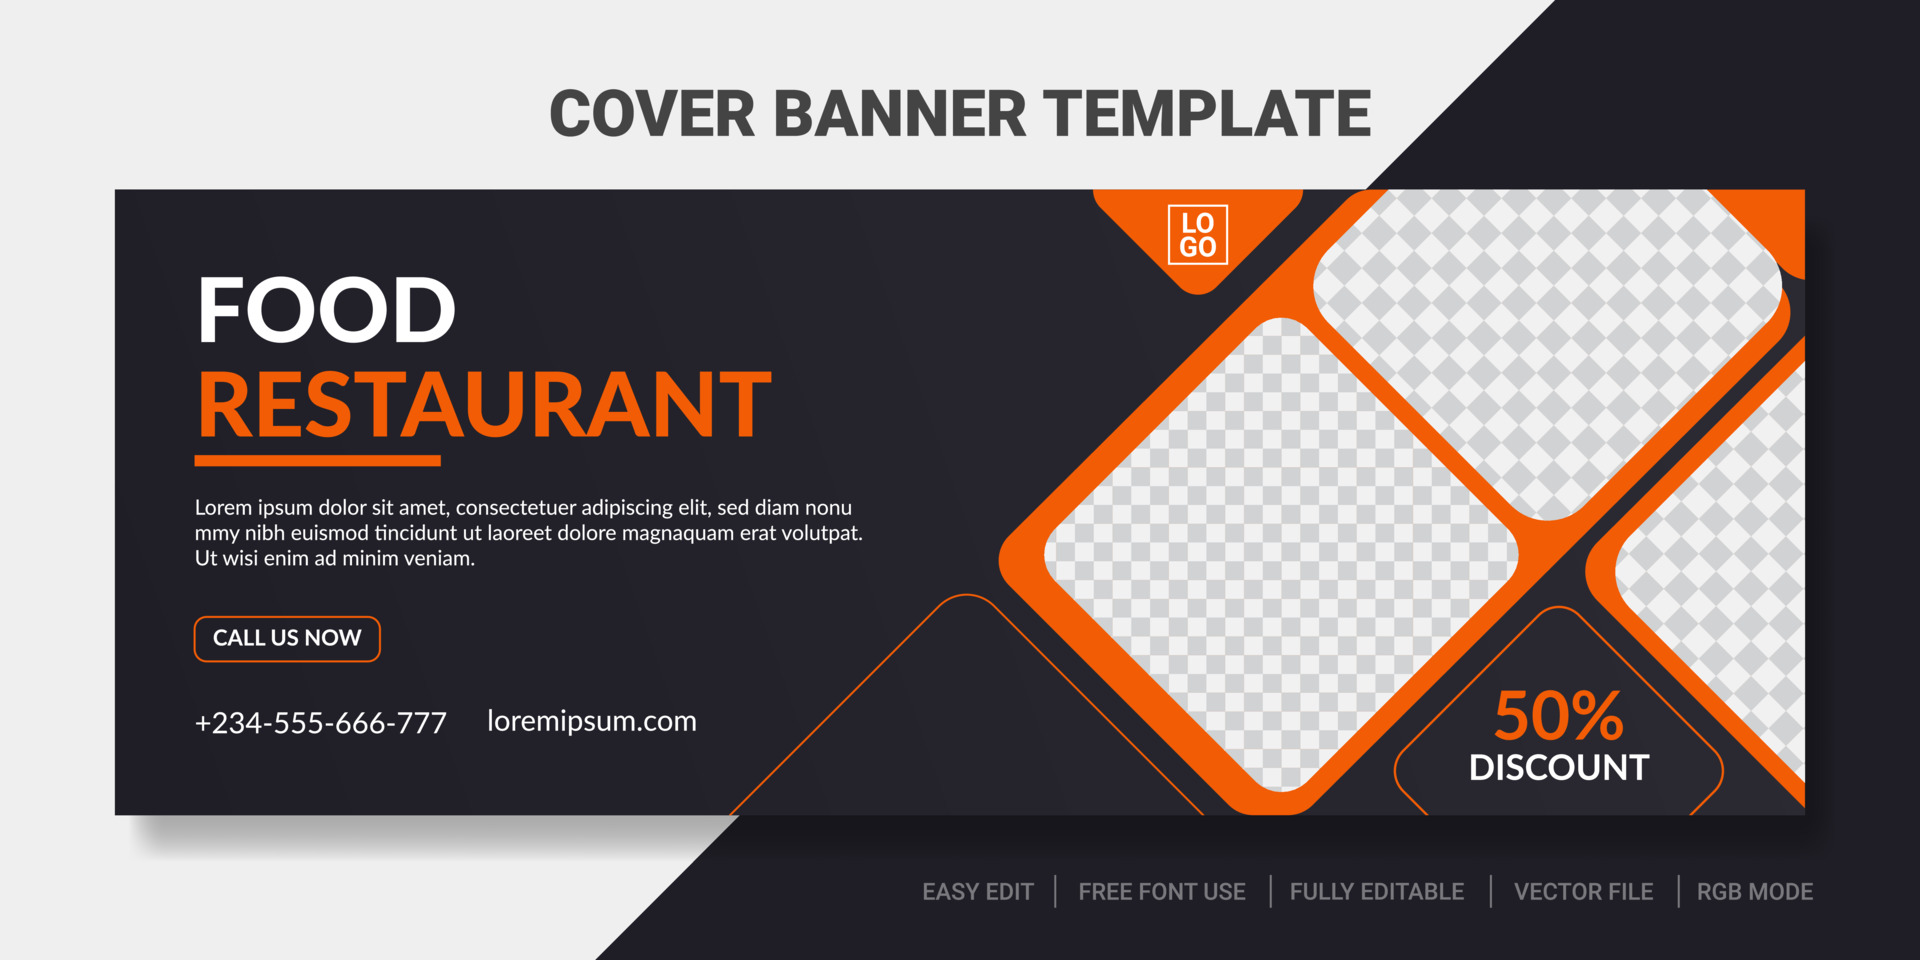 COVER BANNER TEMPLATE
LO
GO
FOOD
RESTAURANT
Lorem ipsum dolor sit amet, consectetuer adipiscing elit, sed diam nonu
mmy nibh euismod tincidunt ut laoreet dolore magnaquam erat volutpat.
Ut wisi enim ad minim veniam.
CALL US NOW
+234-555-666-777 loremipsum.com
50%
DISCOUNT
EASY EDIT | FREE FONT USE | FULLY EDITABLE | VECTOR FILE | RGB MODE